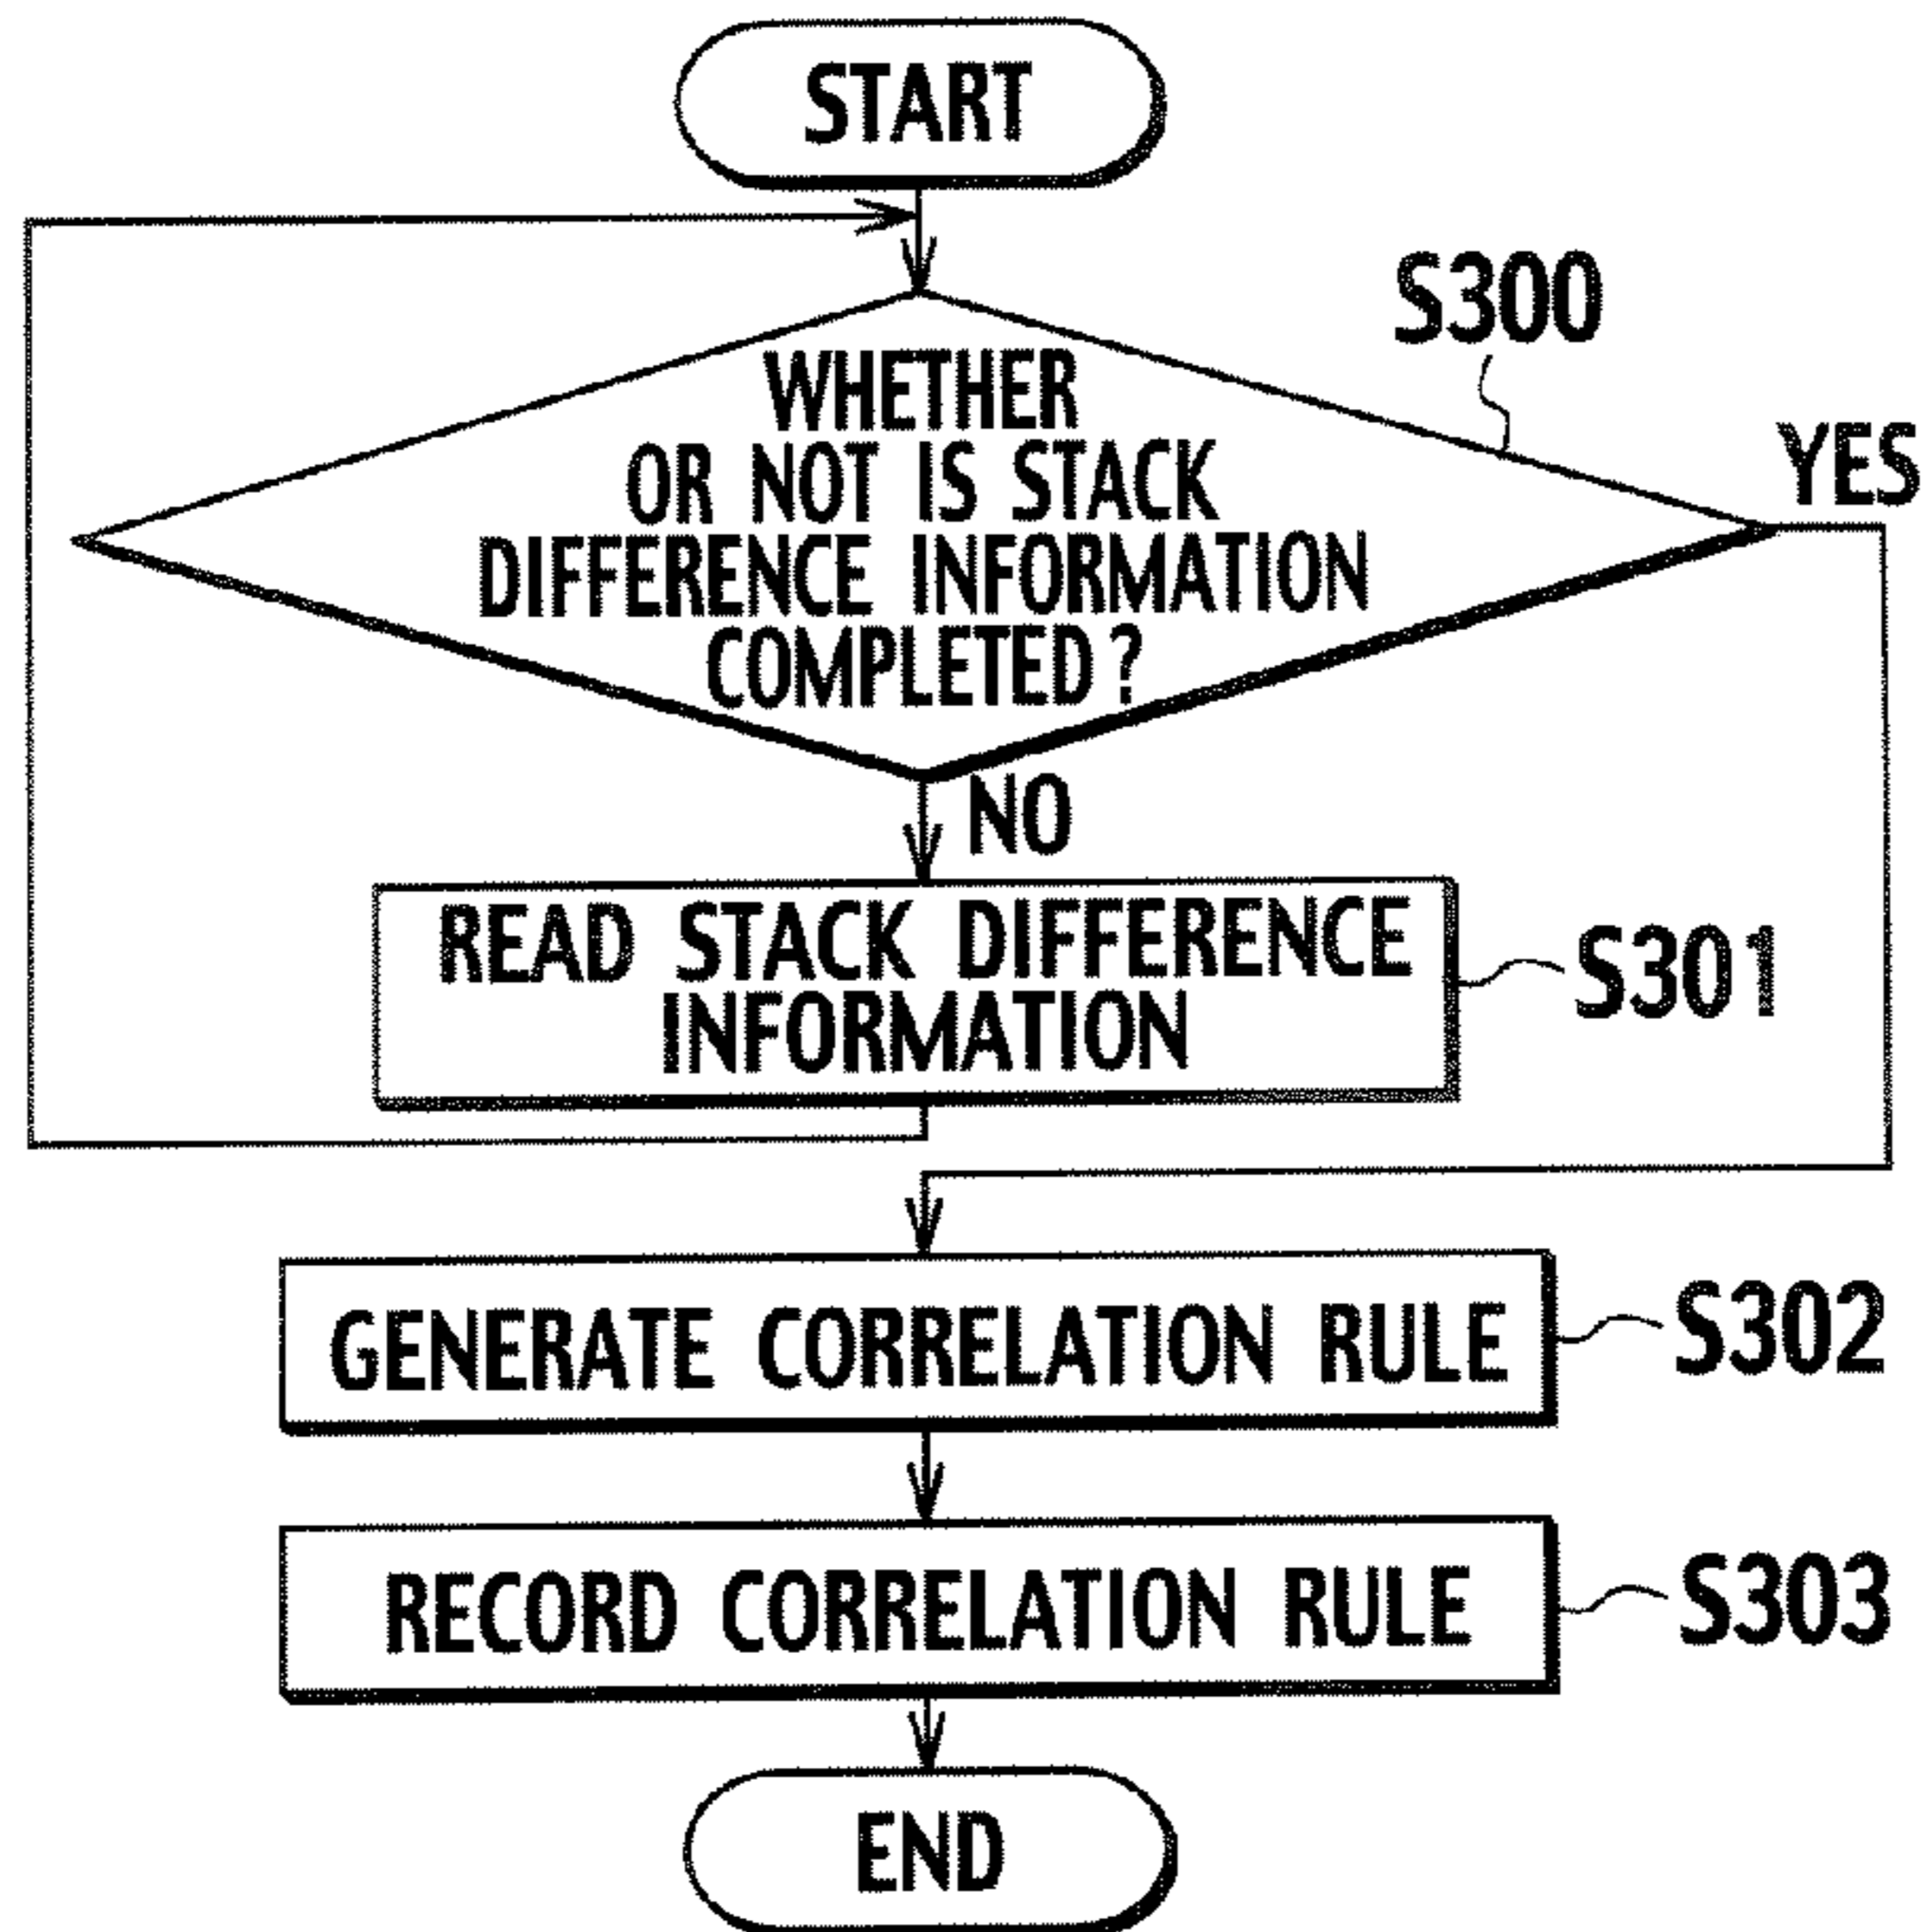 START
S300
WHETHER
OR NOT IS STACK
DIFFERENCE INFORMATION
COMPLETED?
YES
NO
READ STACK DIFFERENCE
INFORMATION
S301
GENERATE CORRELATION RULE
S302
RECORD CORRELATION RULE
S303
END